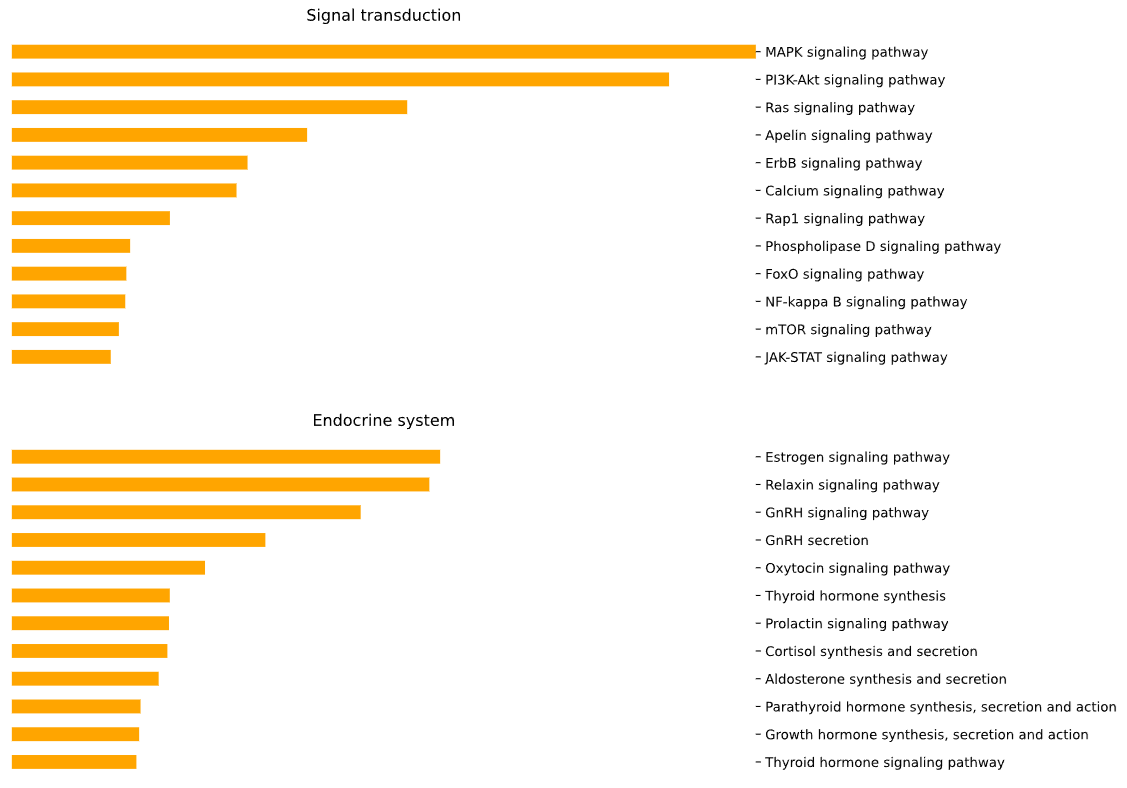 Signal transduction
MAPK signaling pathway
PI3K-Akt signaling pathway
Ras signaling pathway
Apelin signaling pathway
ErbB signaling pathway
Calcium signaling pathway
Rap1 signaling pathway
Phospholipase D signaling pathway
FoxO signaling pathway
NF-kappa B signaling pathway
mTOR signaling pathway
JAK-STAT signaling pathway
Endocrine system
Estrogen signaling pathway
Relaxin signaling pathway
GnRH signaling pathway
GnRH secretion
Oxytocin signaling pathway
Thyroid hormone synthesis
Prolactin signaling pathway
Cortisol synthesis and secretion
Aldosterone synthesis and secretion
Parathyroid hormone synthesis, secretion and action
Growth hormone synthesis, secretion and action
Thyroid hormone signaling pathway